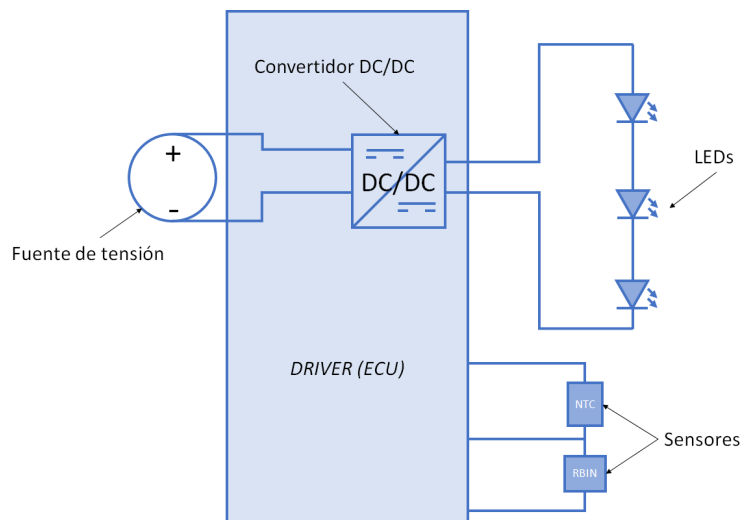 Convertidor DC/DC
+
DC/DC
-
LEDs
Fuente de tensión
DRIVER (ECU)
NTC
Sensores
RBIN